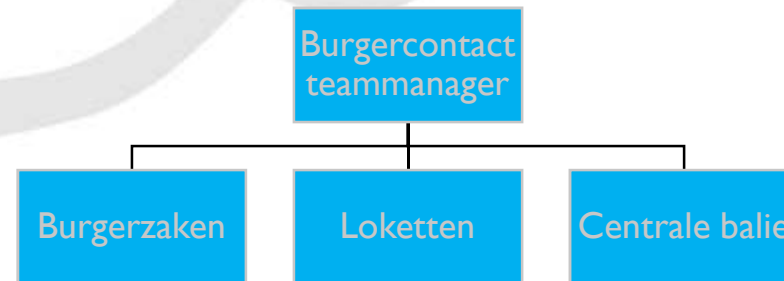 Burgercontact
teammanager
Burgerzaken
Loketten
Centrale balie